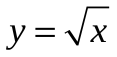 y = √x